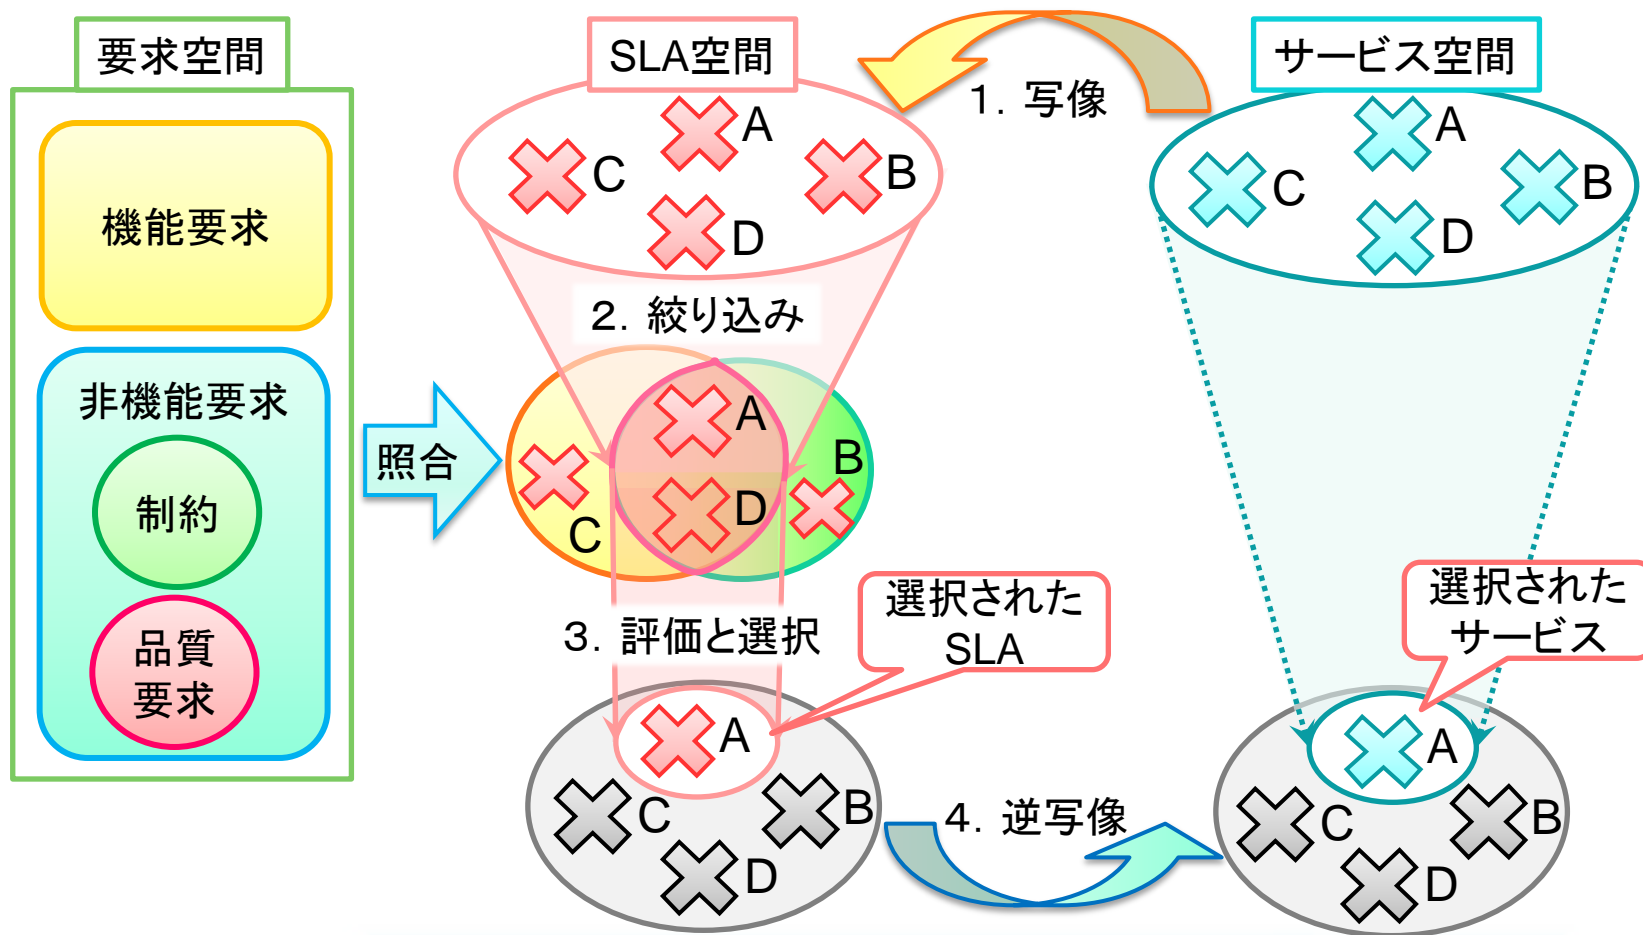 要求空間
機能要求
非機能要求
制約
品質
要求
照合
SLA空間
A
C
B
D
1. 写像
サービス空間
A
C
B
D
2. 絞り込み
A
B
D
C
3. 評価と選択
選択された
SLA
選択された
サービス
A
C
B
D
4. 逆写像
A
C
B
D